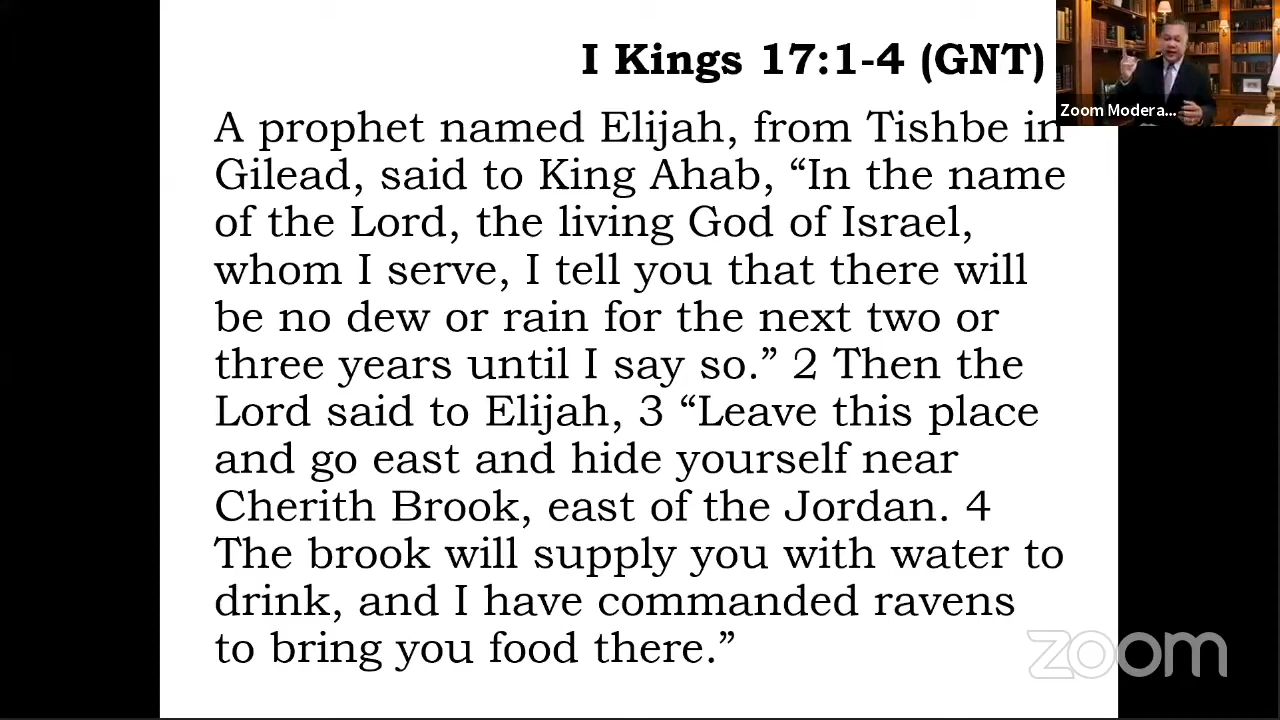 I Kings 17:1-4 (GNT)
Zoom Modera...
A prophet named Elijah, from Tishbe in
Gilead, said to King Ahab, “In the name
of the Lord, the living God of Israel,
whom I serve, I tell you that there will
be no dew or rain for the next two or
three years until I say so.” 2 Then the
Lord said to Elijah, 3 “Leave this place
and go east and hide yourself near
Cherith Brook, east of the Jordan. 4
The brook will supply you with water to
drink, and I have commanded ravens
to bring you food there.”
zoom